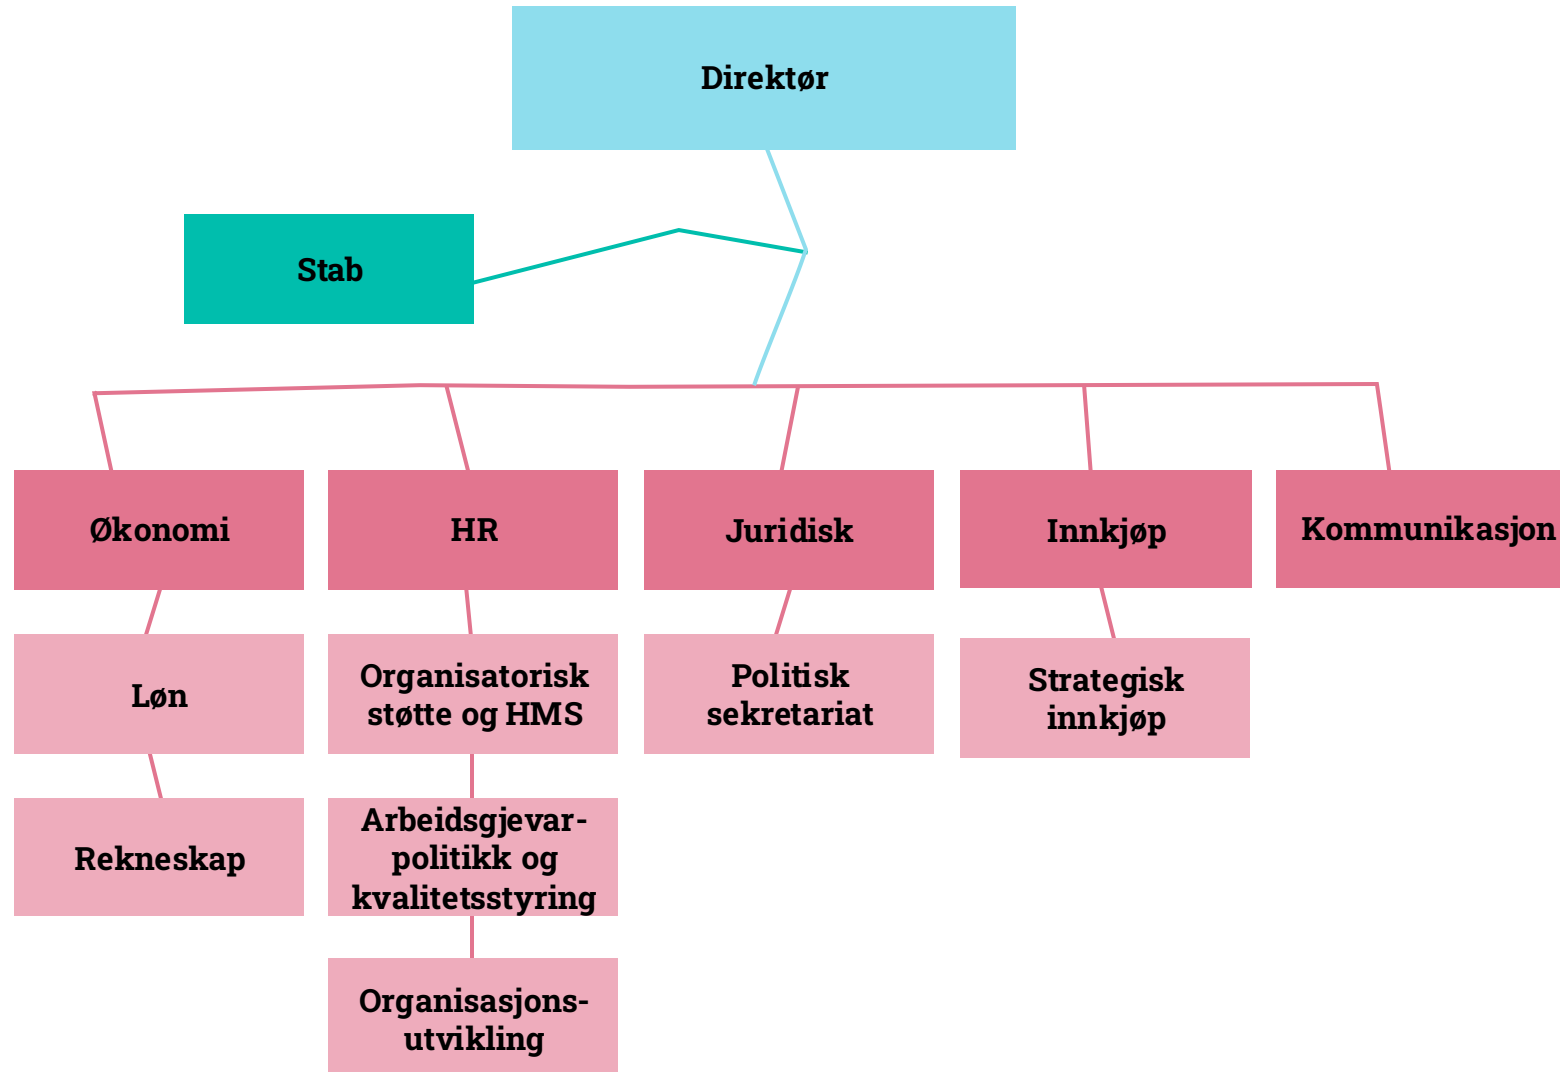 Direktør
Stab
Økonomi
HR
Juridisk
Innkjøp
Kommunikasjon
Løn
Organisatorisk
støtte og HMS
Politisk
sekretariat
Strategisk
innkjøp
Rekneskap
Arbeidsgjevar-
politikk og
kvalitetsstyring
Organisasjons-
utvikling